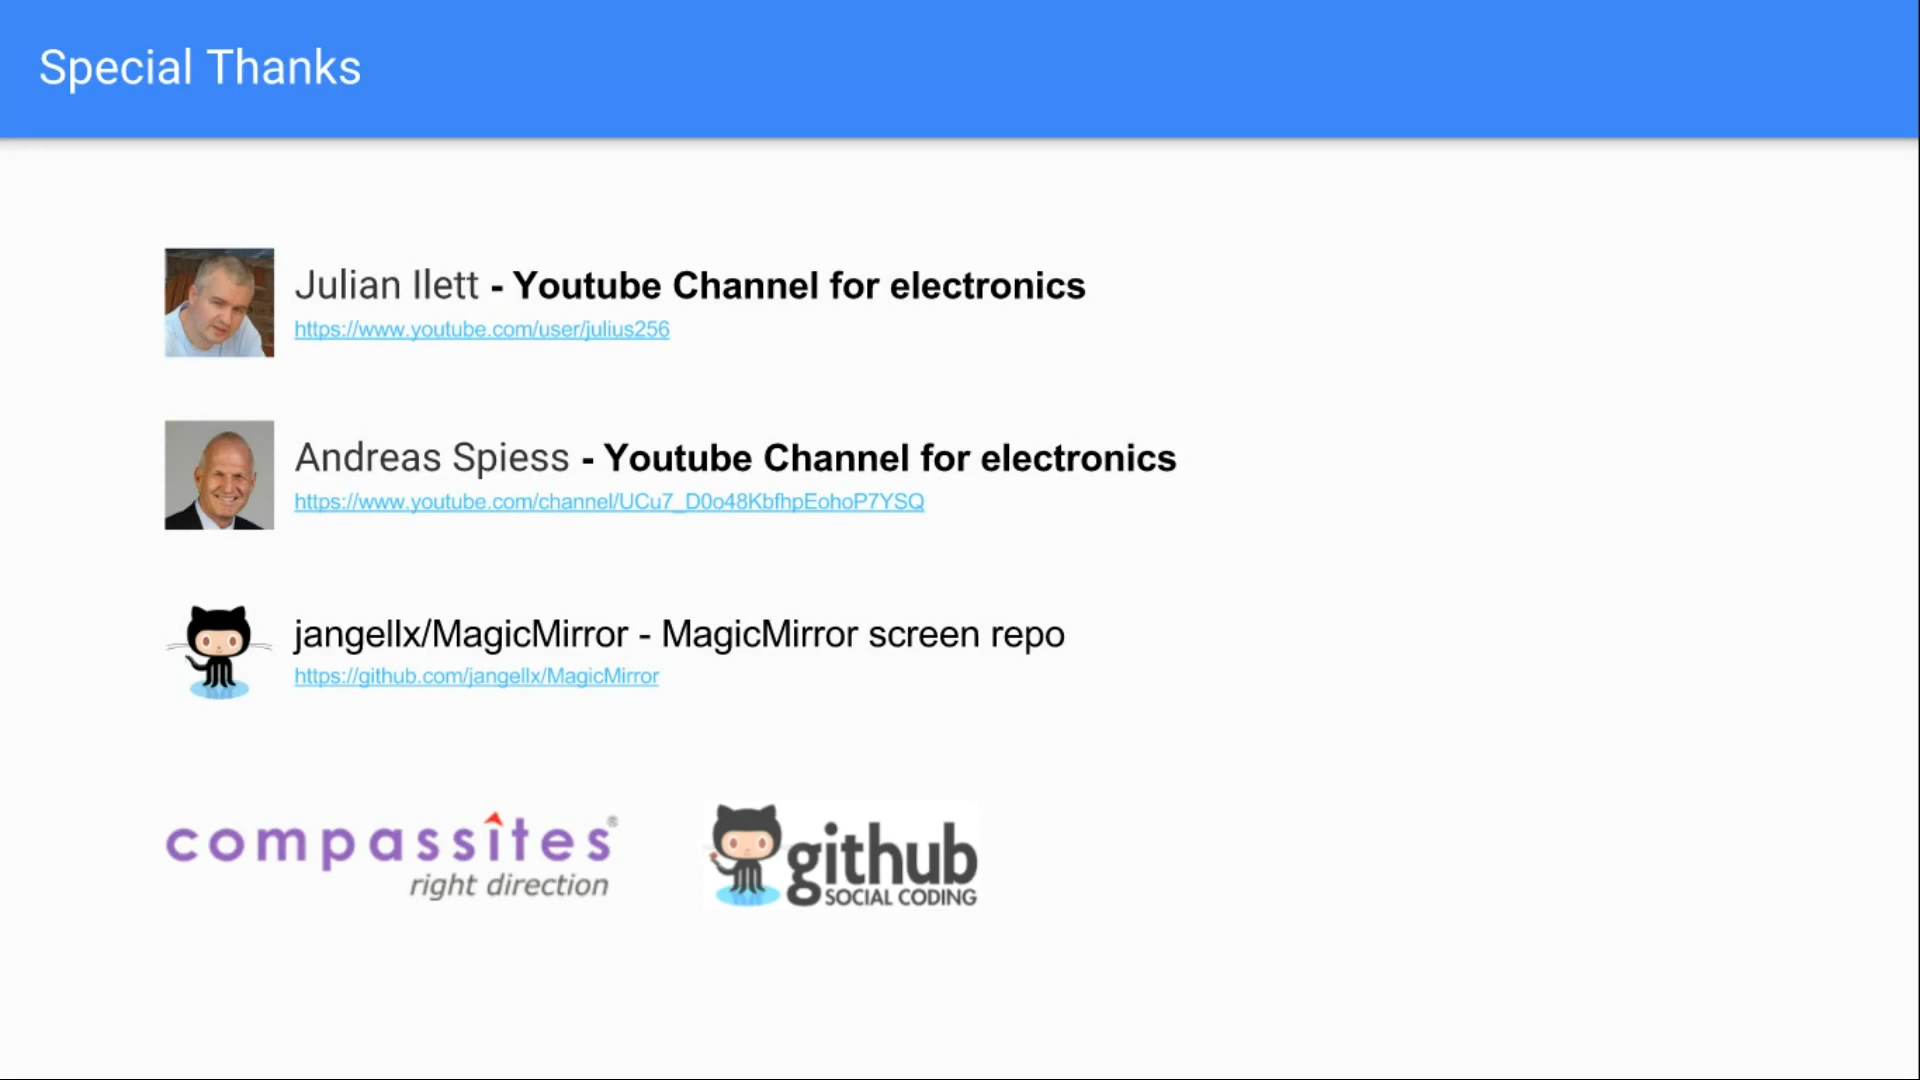 Special Thanks
Julian Ilett - Youtube Channel for electronics
https://www.youtube.com/user/julius256
Andreas Spiess - Youtube Channel for electronics
https://www.youtube.com/channel/UCu7_D0o48KbfhpEohoP7YSQ
jangellx/MagicMirror - MagicMirror screen repo
https://github.com/jangellx/MagicMirror
compassites®
right direction
github
SOCIAL CODING